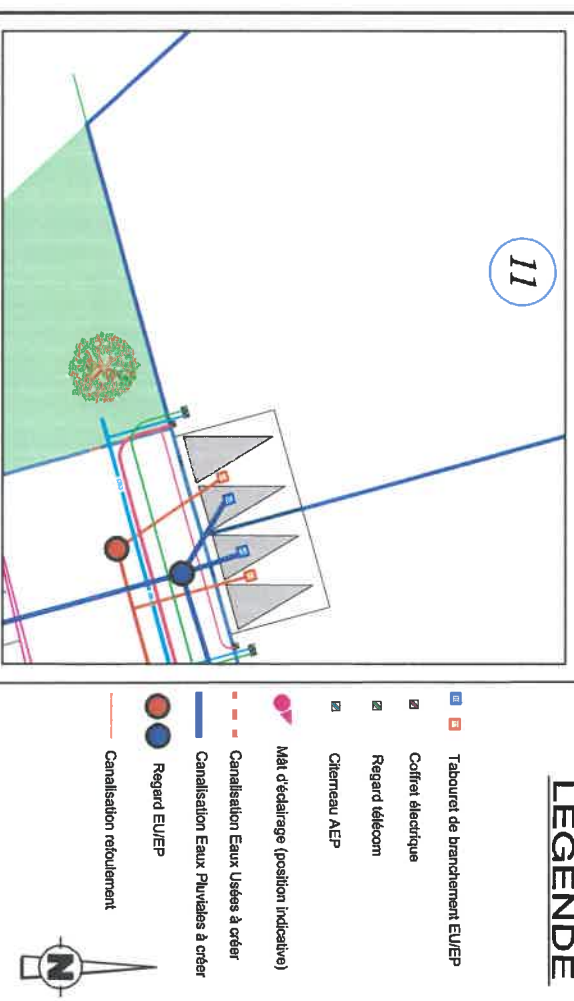 11
LEGENDE
Tabouret de branchement EU/EP
Coffret électrique
Regard télécom
Citerneau AEP
Mât d'éclairage (position indicative)
Canalisation Eaux Usées à créer
Canalisation Eaux Pluviales à créer
Regard EU/EP
Canalisation refoulement
N